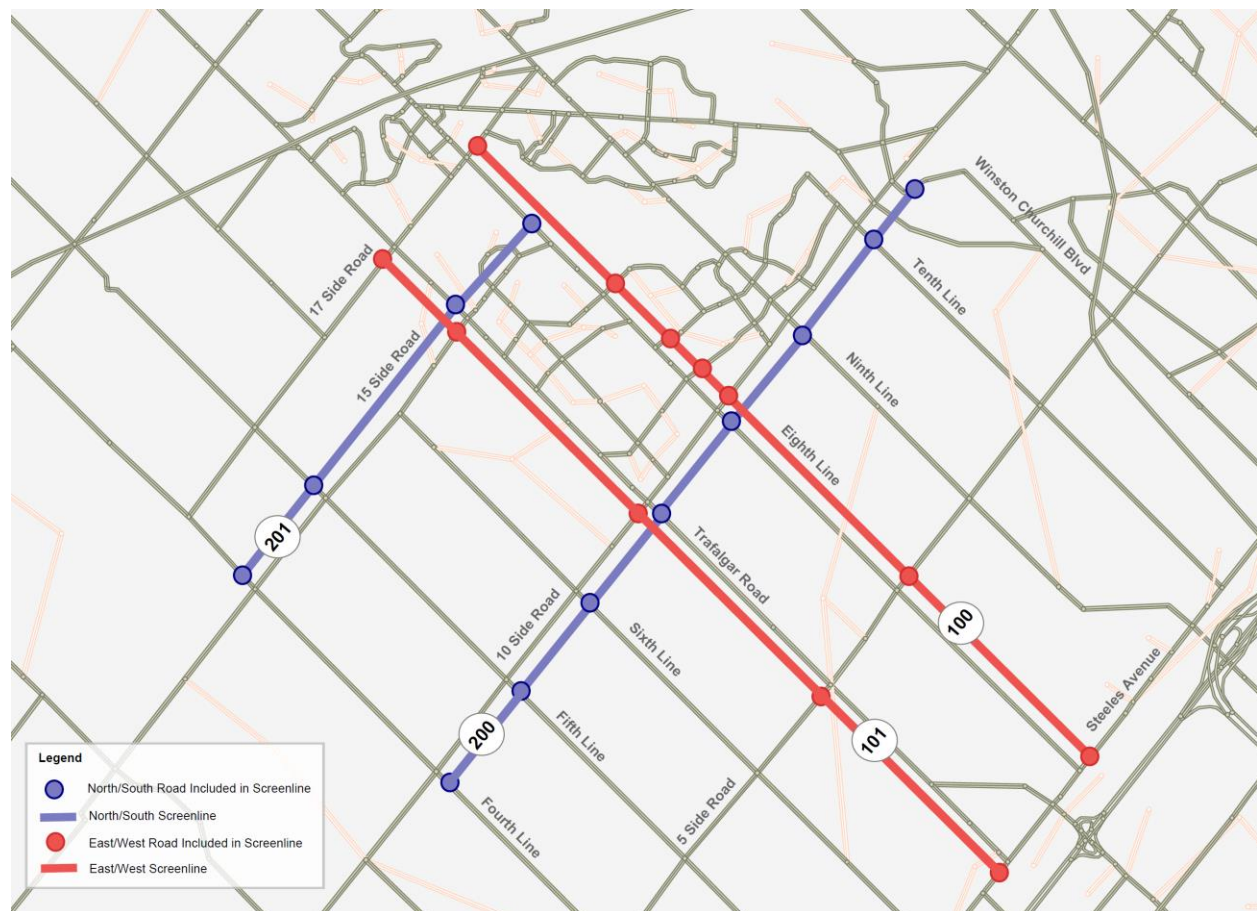 Winston Churchill Blvd
Tenth Line
17 Side Road
15 Side Road
Ninth Line
Eighth Line
201
Trafalgar Road
10 Side Road
100
Sixth Line
Steeles Avenue
200
101
Fifth Line
5 Side Road
Fourth Line
Legend
North/South Road Included in Screenline
North/South Screenline
East/West Road Included in Screenline
East/West Screenline